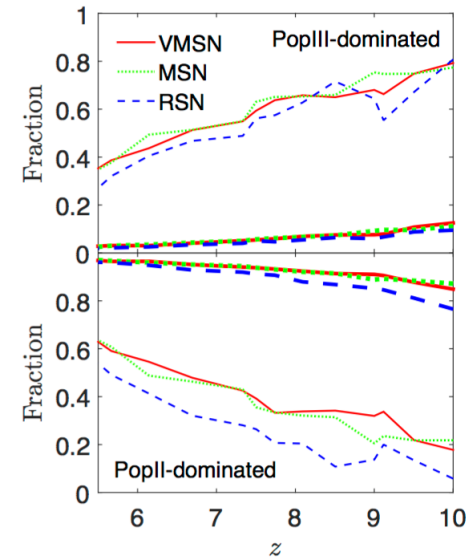 1
VMSN
PopIII-dominated
0.8
MSN
RSN
0.6
Fraction
0.4
0.2
0
0.8
0.6
Fraction
0.4
0.2
PopII-dominated
0
6
7
8
9
10
z